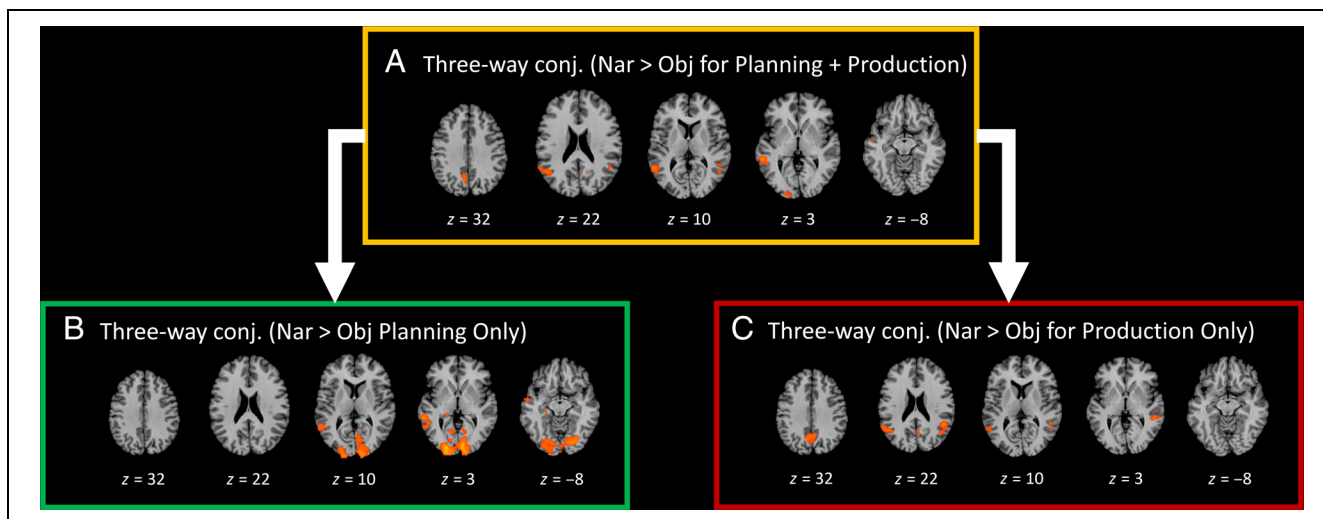 A Three-way conj. (Nar > Obj for Planning + Production)
z = 32 z = 22 z = 10 z = 3 z = −8
B Three-way conj. (Nar > Obj Planning Only)
z = 32 z = 22 z = 10 z = 3 z = −8
C Three-way conj. (Nar > Obj for Production Only)
z = 32 z = 22 z = 10 z = 3 z = −8